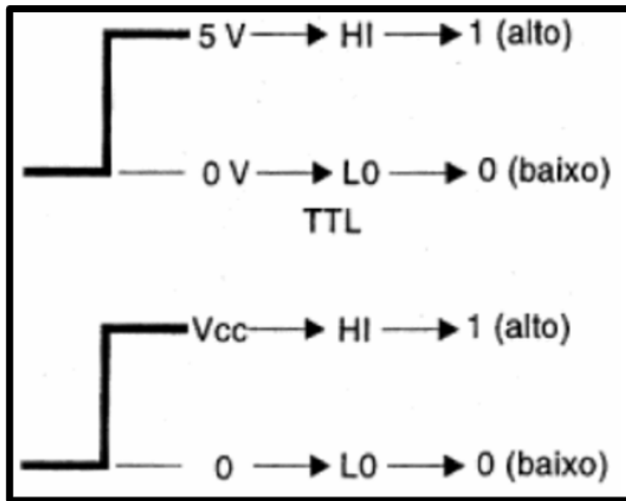 5 V HI 1 (alto)
0 V L0 0 (baixo)
TTL
Vcc HI 1 (alto)
0 L0 0 (baixo)